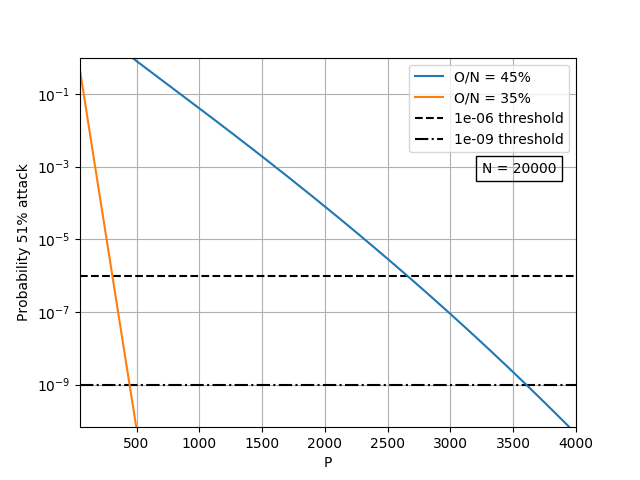 O/N = 45%
O/N = 35%
1e-06 threshold
1e-09 threshold
N = 20000
Probability 51% attack
10⁻¹
10⁻³
10⁻⁵
10⁻⁷
10⁻⁹
500 1000 1500 2000 2500 3000 3500 4000
P